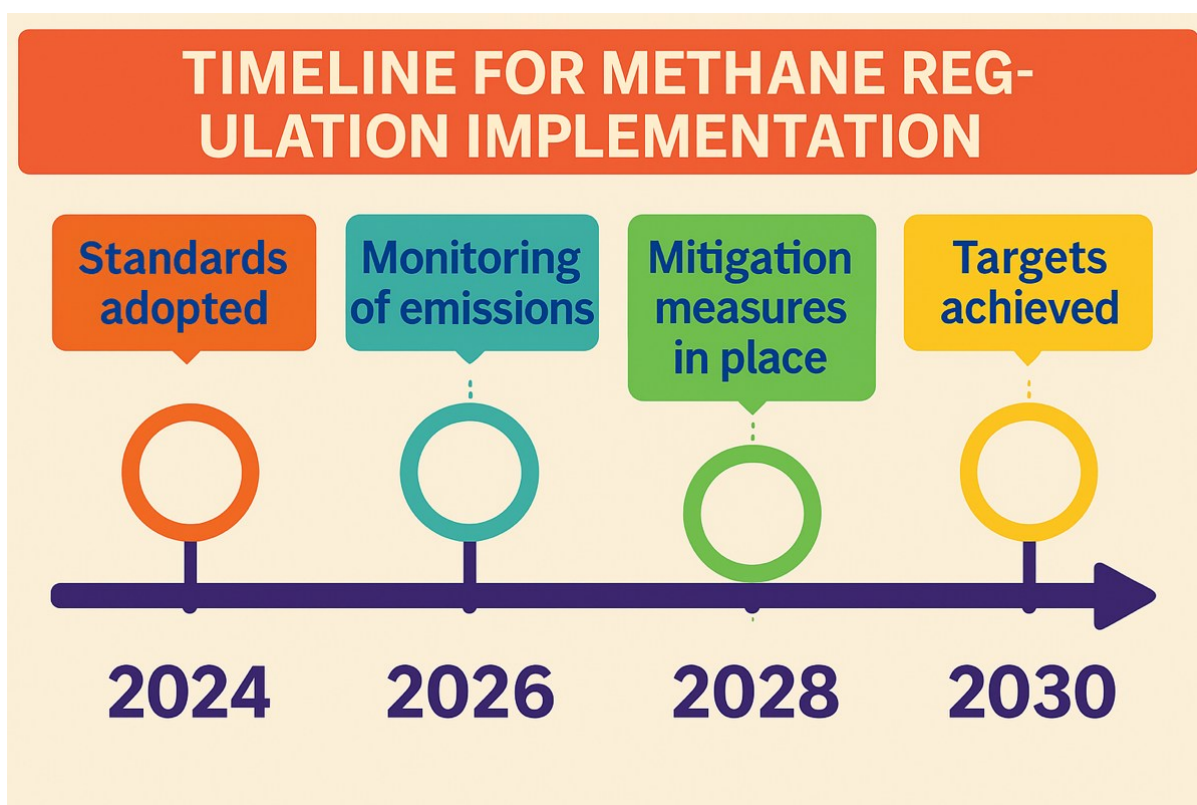 TIMELINE FOR METHANE REG-
ULATION IMPLEMENTATION
Standards
adopted
Monitoring
of emissions
Mitigation
measures
in place
Targets
achieved
2024
2026
2028
2030